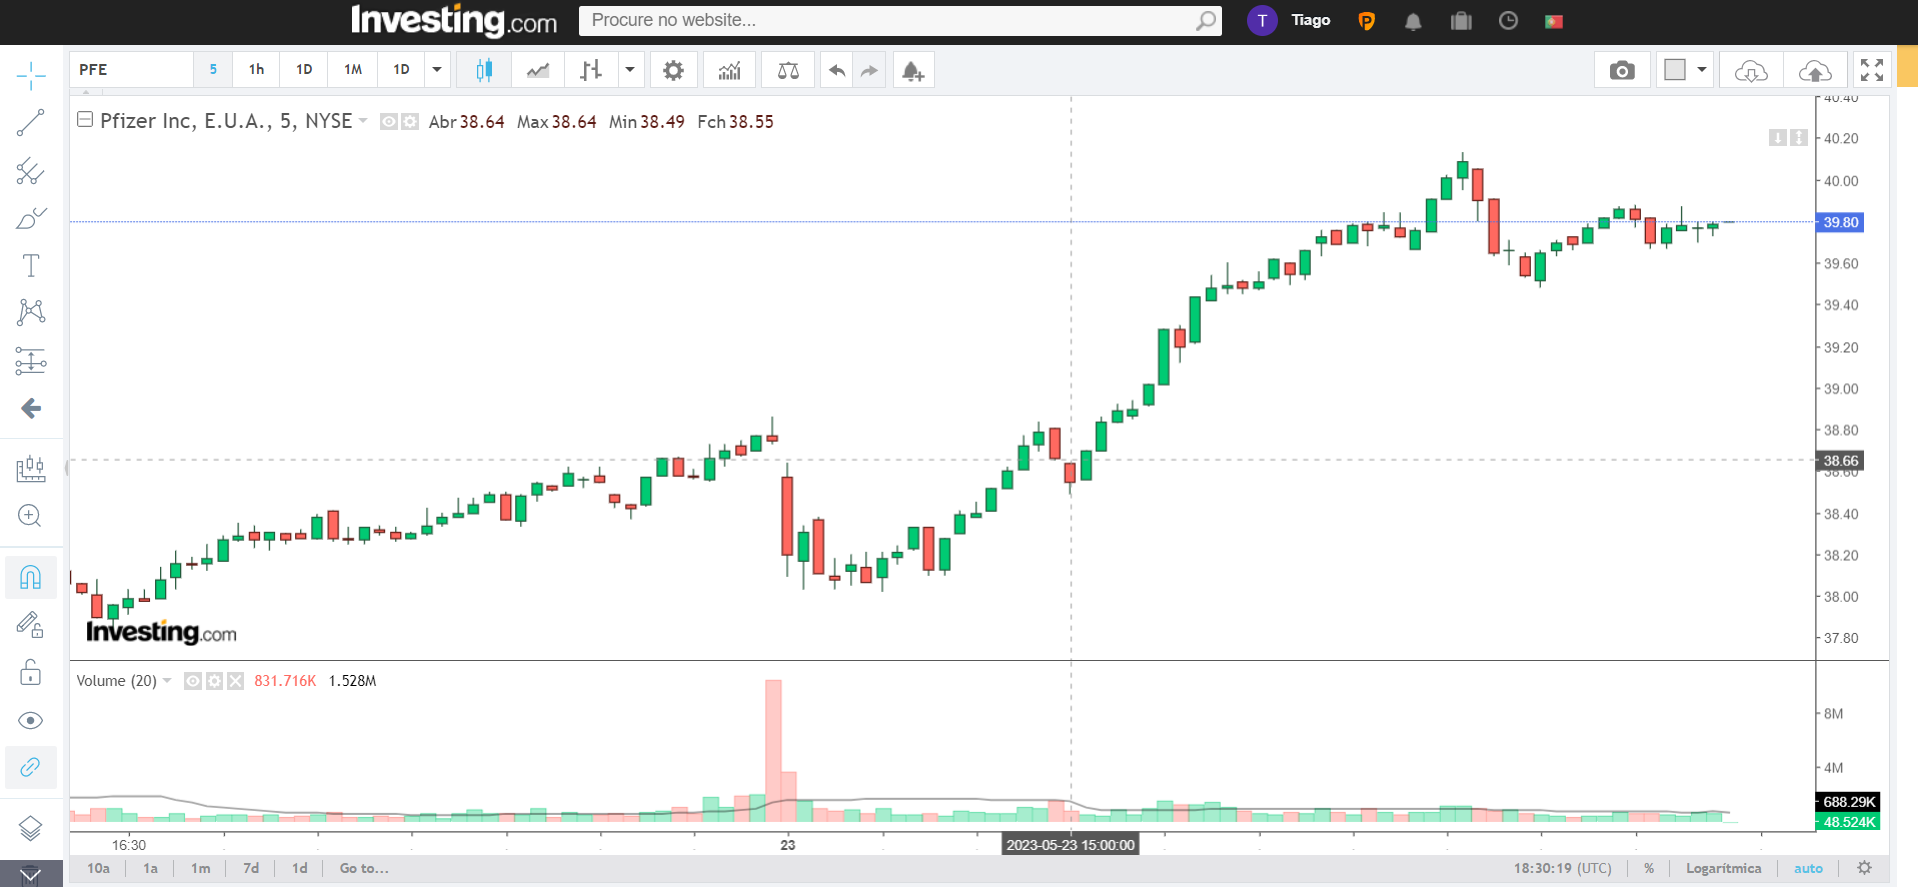 Investing.com
Procure no website...
T Tiago
PFE 5 1h 1D 1M 1D
Pfizer Inc, E.U.A., 5, NYSE Abr 38.64 Max 38.64 Min 38.49 Fch 38.55
40.40
40.20
40.00
39.80
39.60
39.40
39.20
39.00
38.80
38.66
38.60
38.40
38.20
38.00
37.80
Investing.com
Volume (20) 831.716K 1.528M
8M
4M
688.29K
48.524K
16:30 23 2023-05-23 15:00:00
10a 1a 1m 7d 1d Go to... 18:30:19 (UTC) % Logarítmica auto